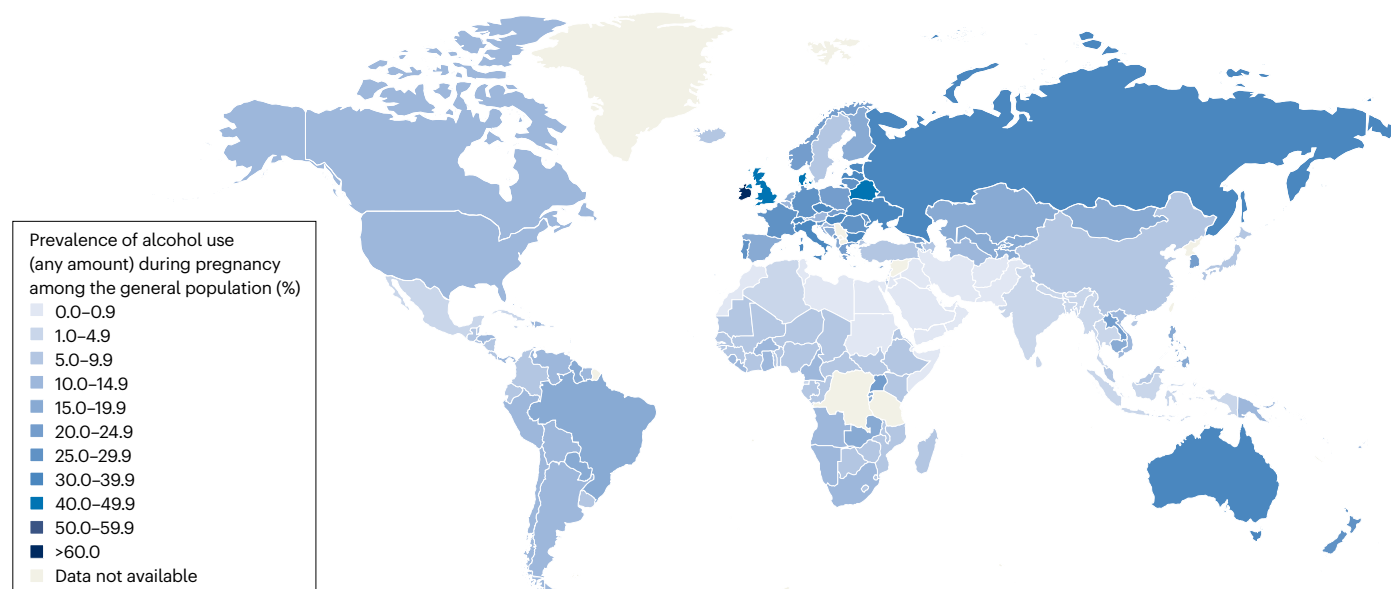 Prevalence of alcohol use
(any amount) during pregnancy
among the general population (%)
0.0–0.9
1.0–4.9
5.0–9.9
10.0–14.9
15.0–19.9
20.0–24.9
25.0–29.9
30.0–39.9
40.0–49.9
50.0–59.9
>60.0
Data not available